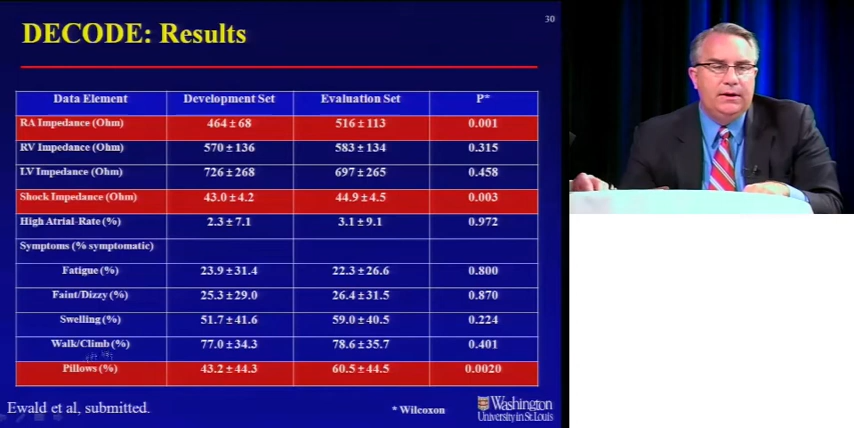 30
DECODE: Results
Data Element Development Set Evaluation Set P*
RA Impedance (Ohm) 464 ± 68 516 ± 113 0.001
RV Impedance (Ohm) 570 ± 136 583 ± 134 0.315
LV Impedance (Ohm) 726 ± 268 697 ± 265 0.458
Shock Impedance (Ohm) 43.0 ± 4.2 44.9 ± 4.5 0.003
High Atrial-Rate (%) 2.3 ± 7.1 3.1 ± 9.1 0.972
Symptoms (% symptomatic)
Fatigue (%) 23.9 ± 31.4 22.3 ± 26.6 0.800
Faint/Dizzy (%) 25.3 ± 29.0 26.4 ± 31.5 0.870
Swelling (%) 51.7 ± 41.6 59.0 ± 40.5 0.224
Walk/Climb (%) 77.0 ± 34.3 78.6 ± 35.7 0.401
Pillows (%) 43.2 ± 44.3 60.5 ± 44.5 0.0020
Ewald et al, submitted.
* Wilcoxon
Washington
University in St. Louis